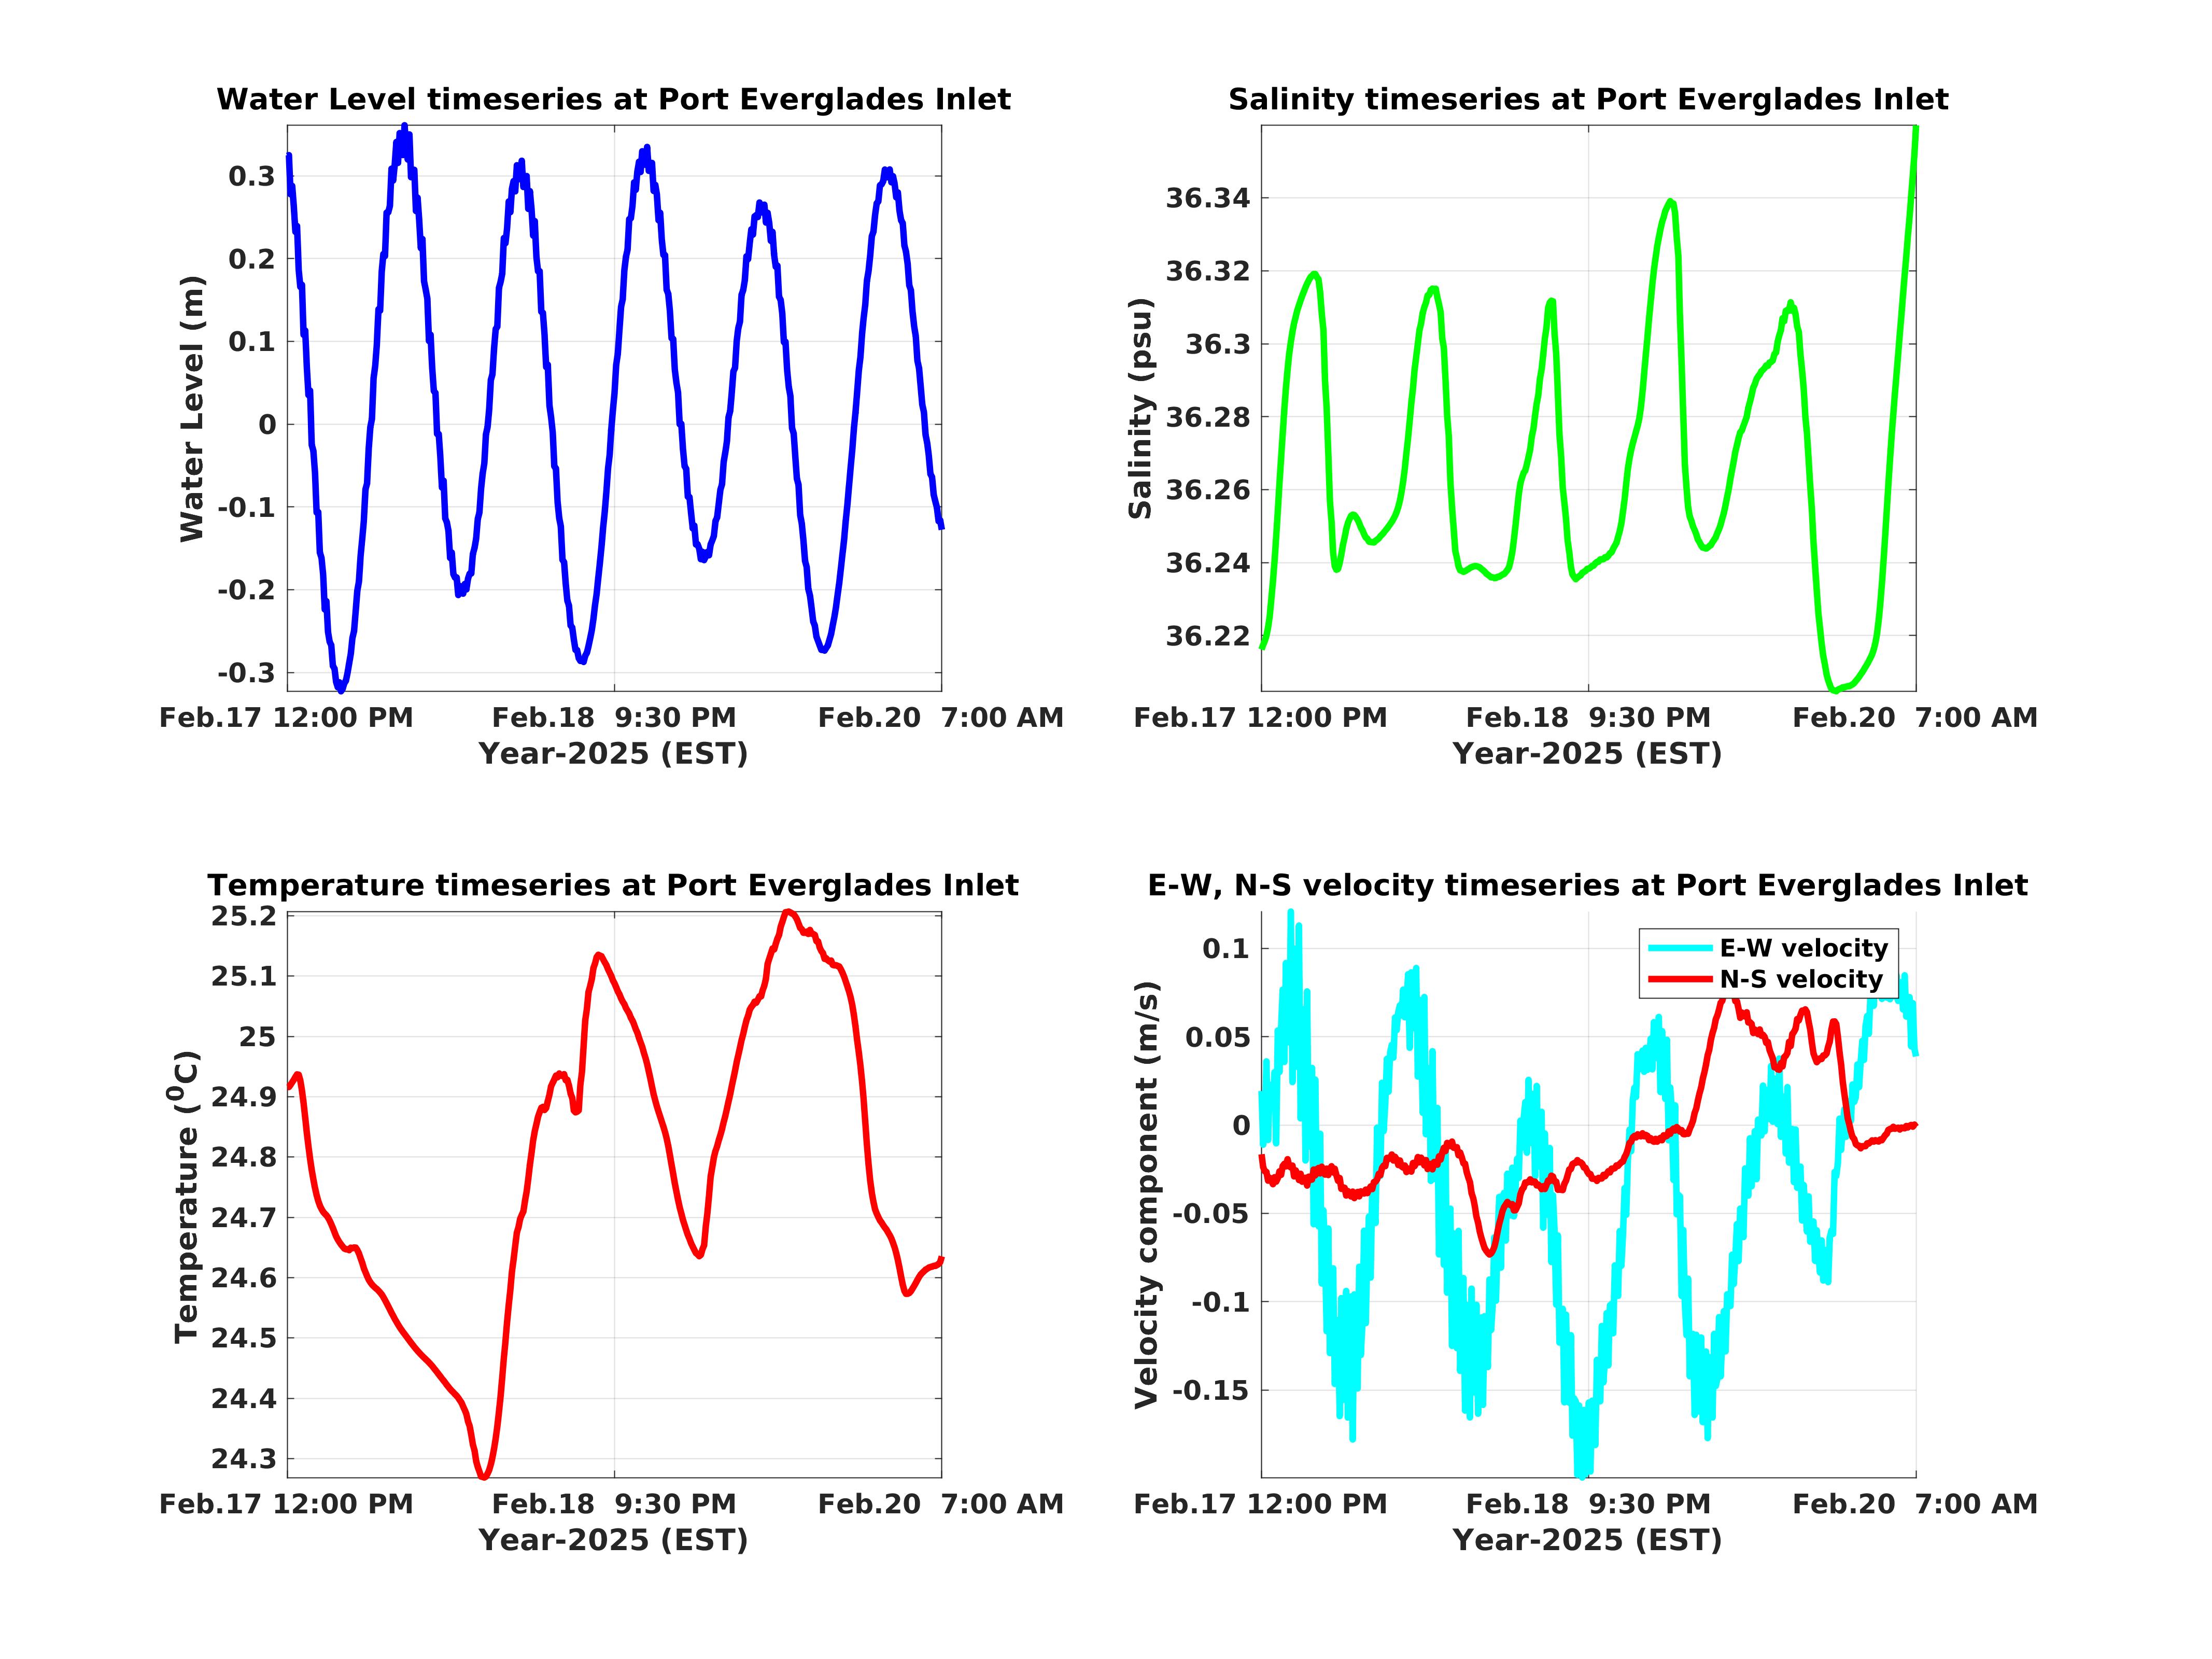 Water Level timeseries at Port Everglades Inlet
0.3
0.2
0.1
0
-0.1
-0.2
-0.3
Water Level (m)
Feb.17 12:00 PM
Feb.18 9:30 PM
Feb.20 7:00 AM
Year-2025 (EST)
Salinity timeseries at Port Everglades Inlet
36.34
36.32
36.3
36.28
36.26
36.24
36.22
Salinity (psu)
Feb.17 12:00 PM
Feb.18 9:30 PM
Feb.20 7:00 AM
Year-2025 (EST)
Temperature timeseries at Port Everglades Inlet
25.2
25.1
25
24.9
24.8
24.7
24.6
24.5
24.4
24.3
Temperature (⁰C)
Feb.17 12:00 PM
Feb.18 9:30 PM
Feb.20 7:00 AM
Year-2025 (EST)
E-W, N-S velocity timeseries at Port Everglades Inlet
E-W velocity
N-S velocity
0.1
0.05
0
-0.05
-0.1
-0.15
Velocity component (m/s)
Feb.17 12:00 PM
Feb.18 9:30 PM
Feb.20 7:00 AM
Year-2025 (EST)